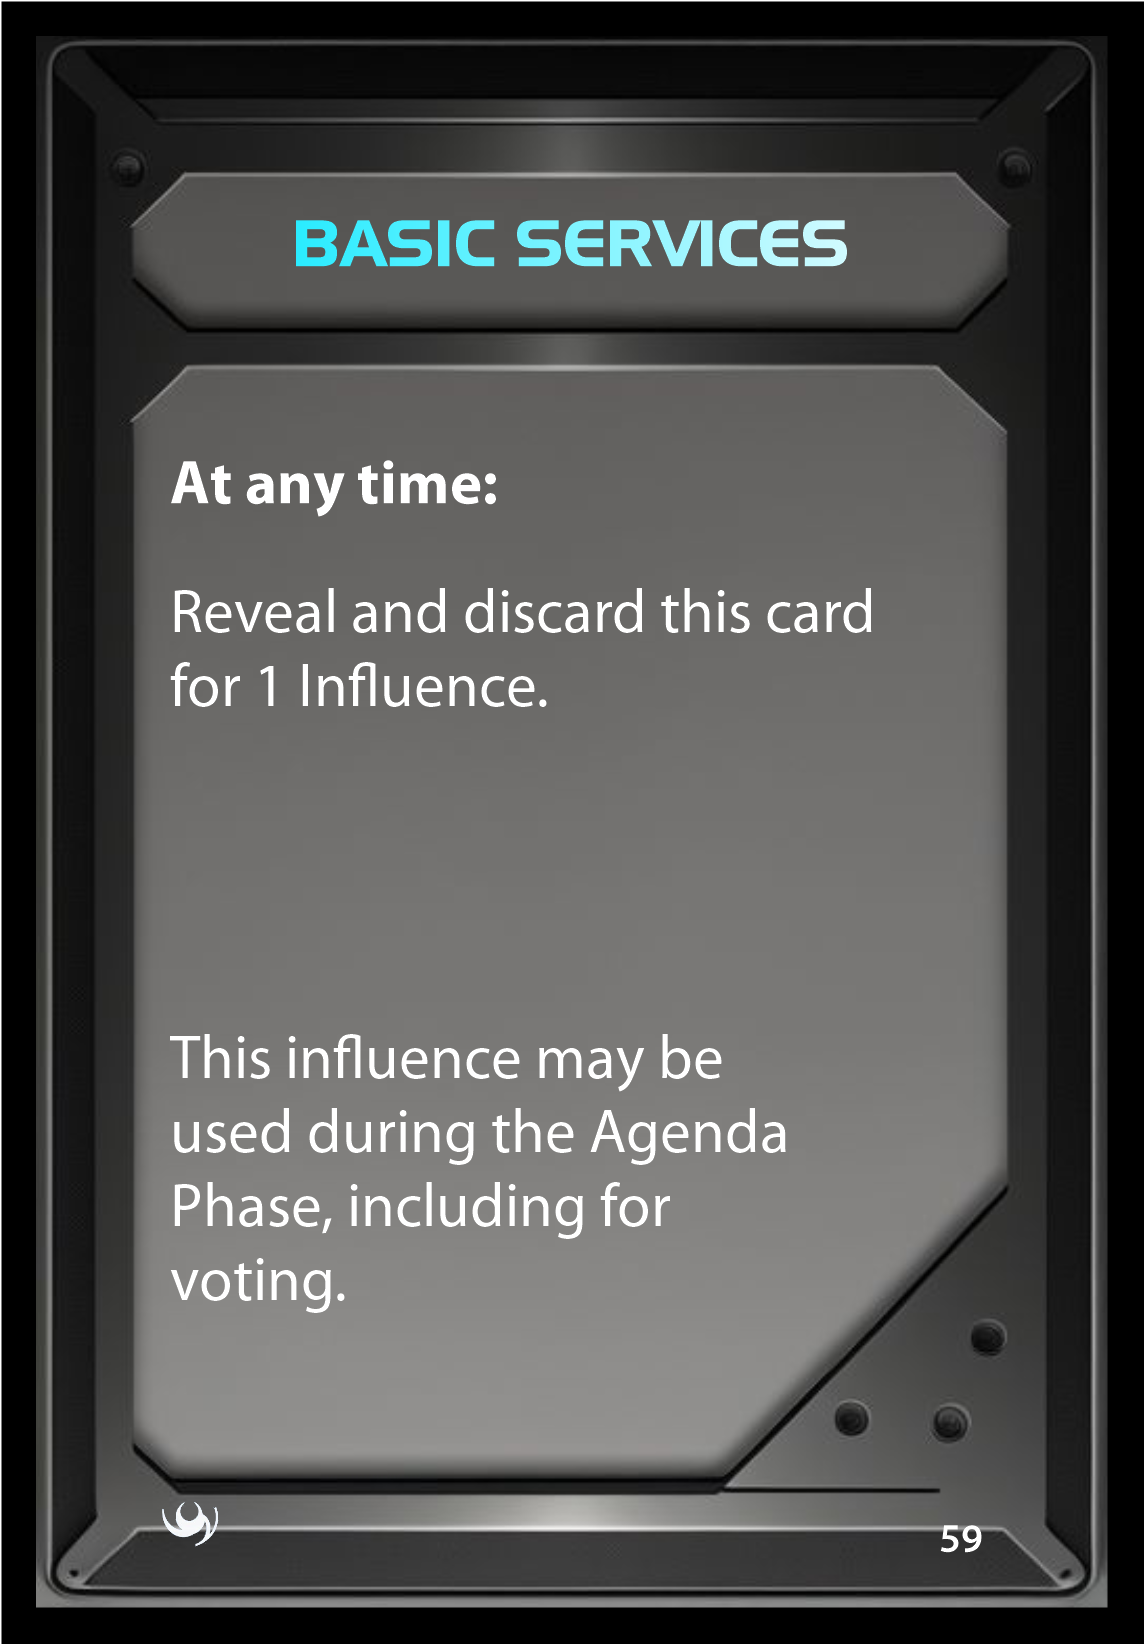 BASIC SERVICES
At any time:
Reveal and discard this card
for 1 Influence.
This influence may be
used during the Agenda
Phase, including for
voting.
59